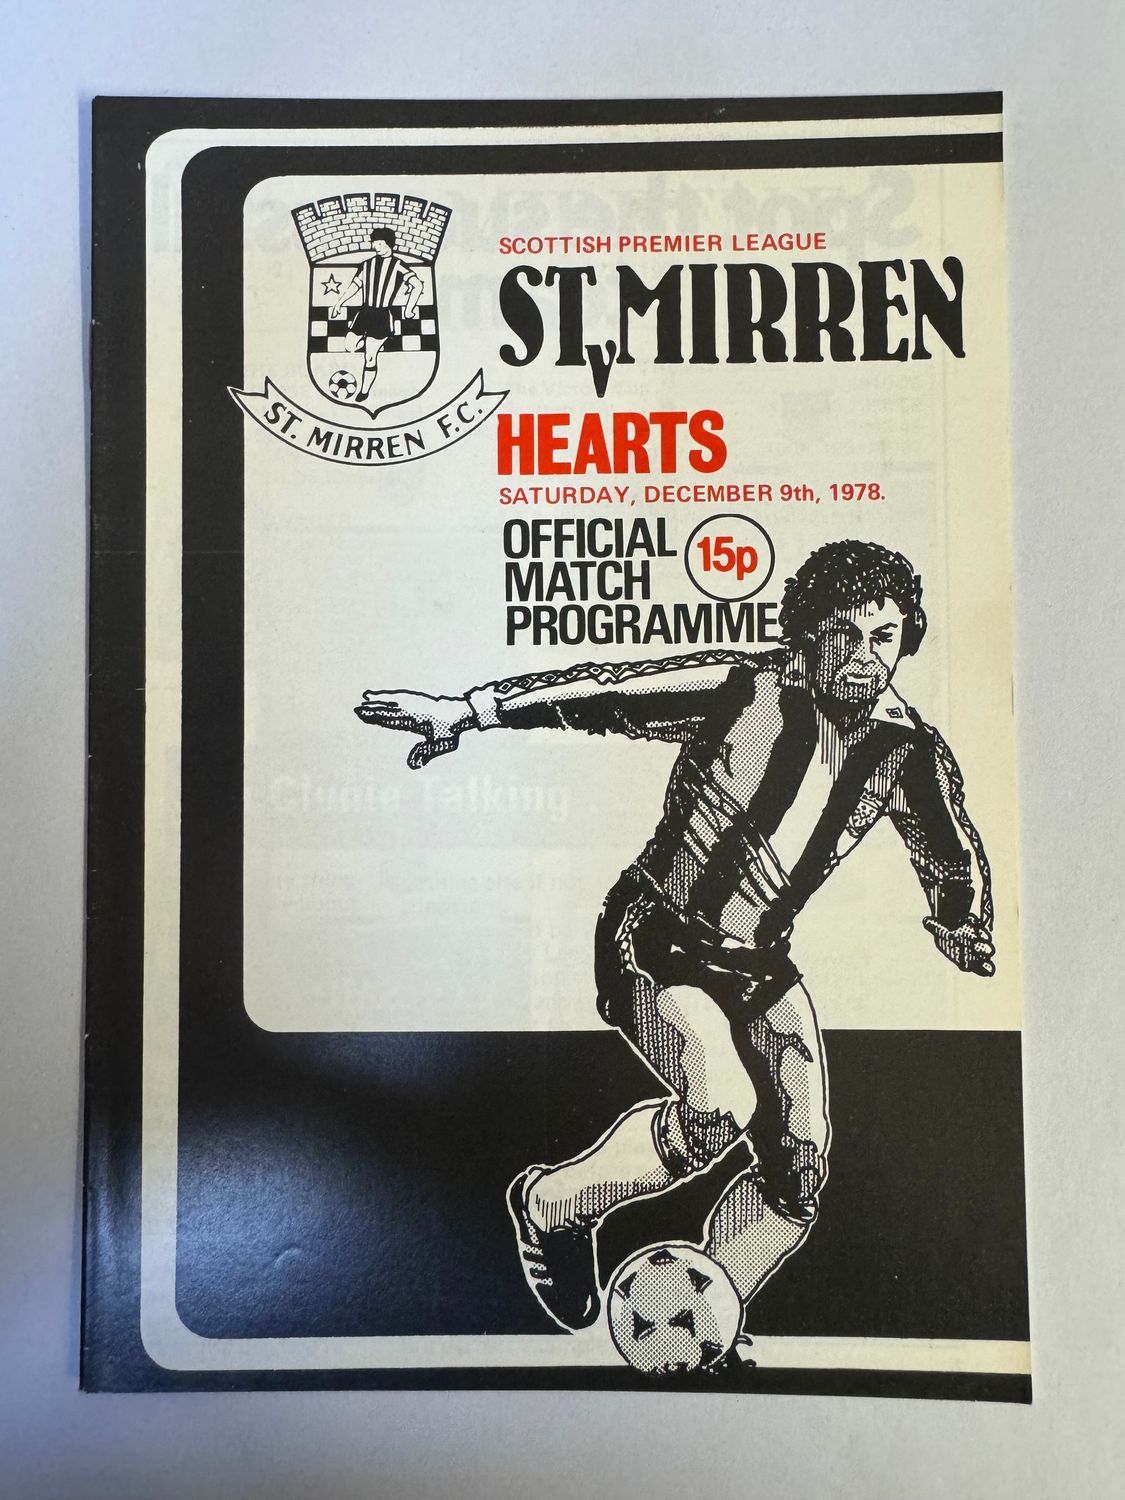 SCOTTISH PREMIER LEAGUE
ST. MIRREN
v
HEARTS
SATURDAY, DECEMBER 9th, 1978.
OFFICIAL
MATCH
PROGRAMME
15p
ST. MIRREN F.C.